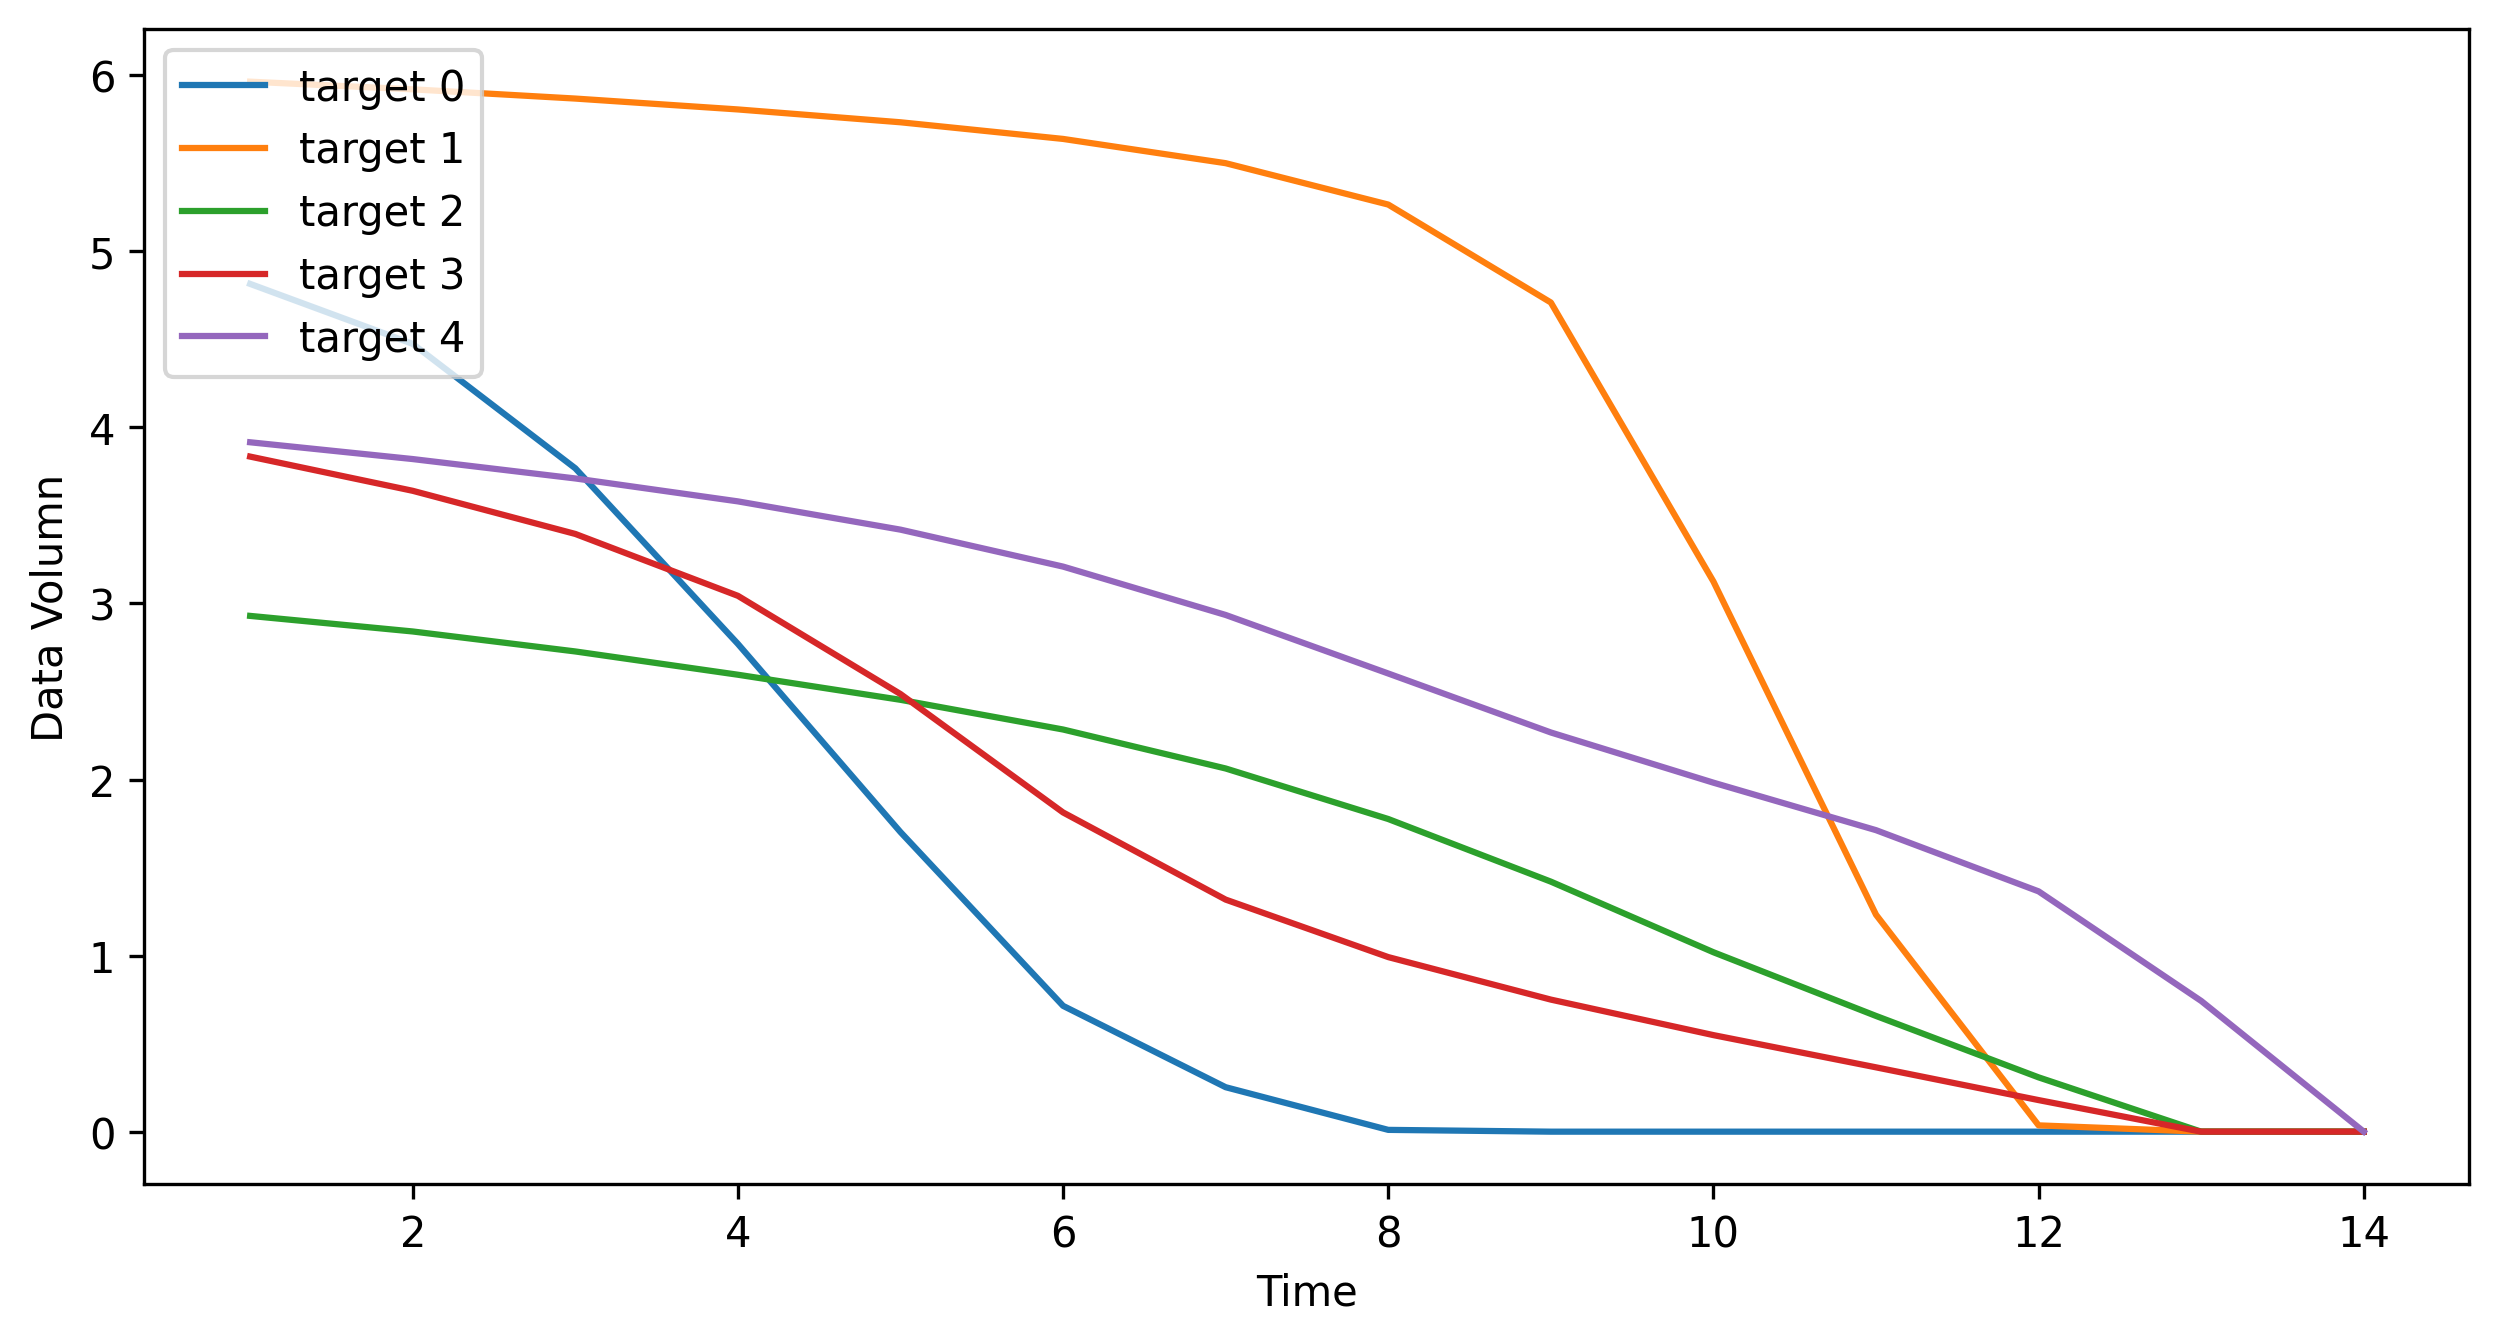 target 0
target 1
target 2
target 3
target 4
6
5
4
3
2
1
0
Data Volumn
2 4 6 8 10 12 14
Time